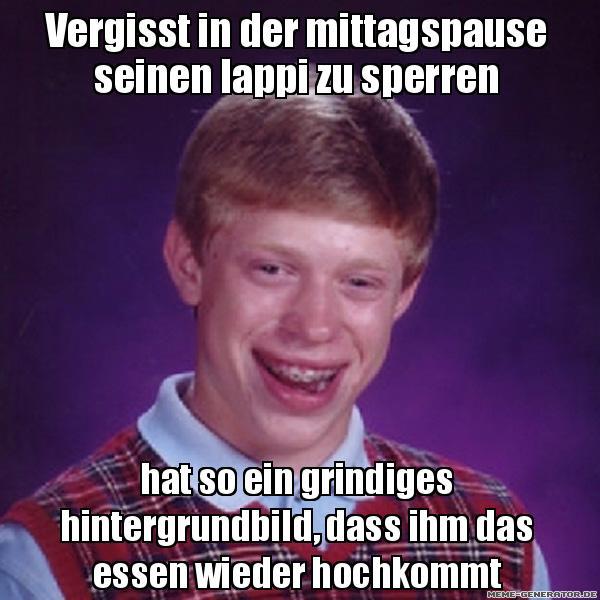 Vergisst in der mittagspause
seinen lappi zu sperren
hat so ein grindiges
hintergrundbild, dass ihm das
essen wieder hochkommt
MEME-GENERATOR.DE